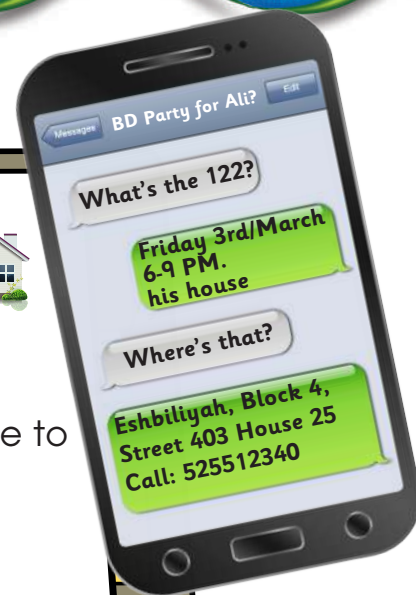 Messages
BD Party for Ali?
Edit
What's the 122?
Friday 3rd/March
6-9 PM.
his house
Where's that?
e to
Eshbiliyah, Block 4,
Street 403 House 25
Call: 525512340